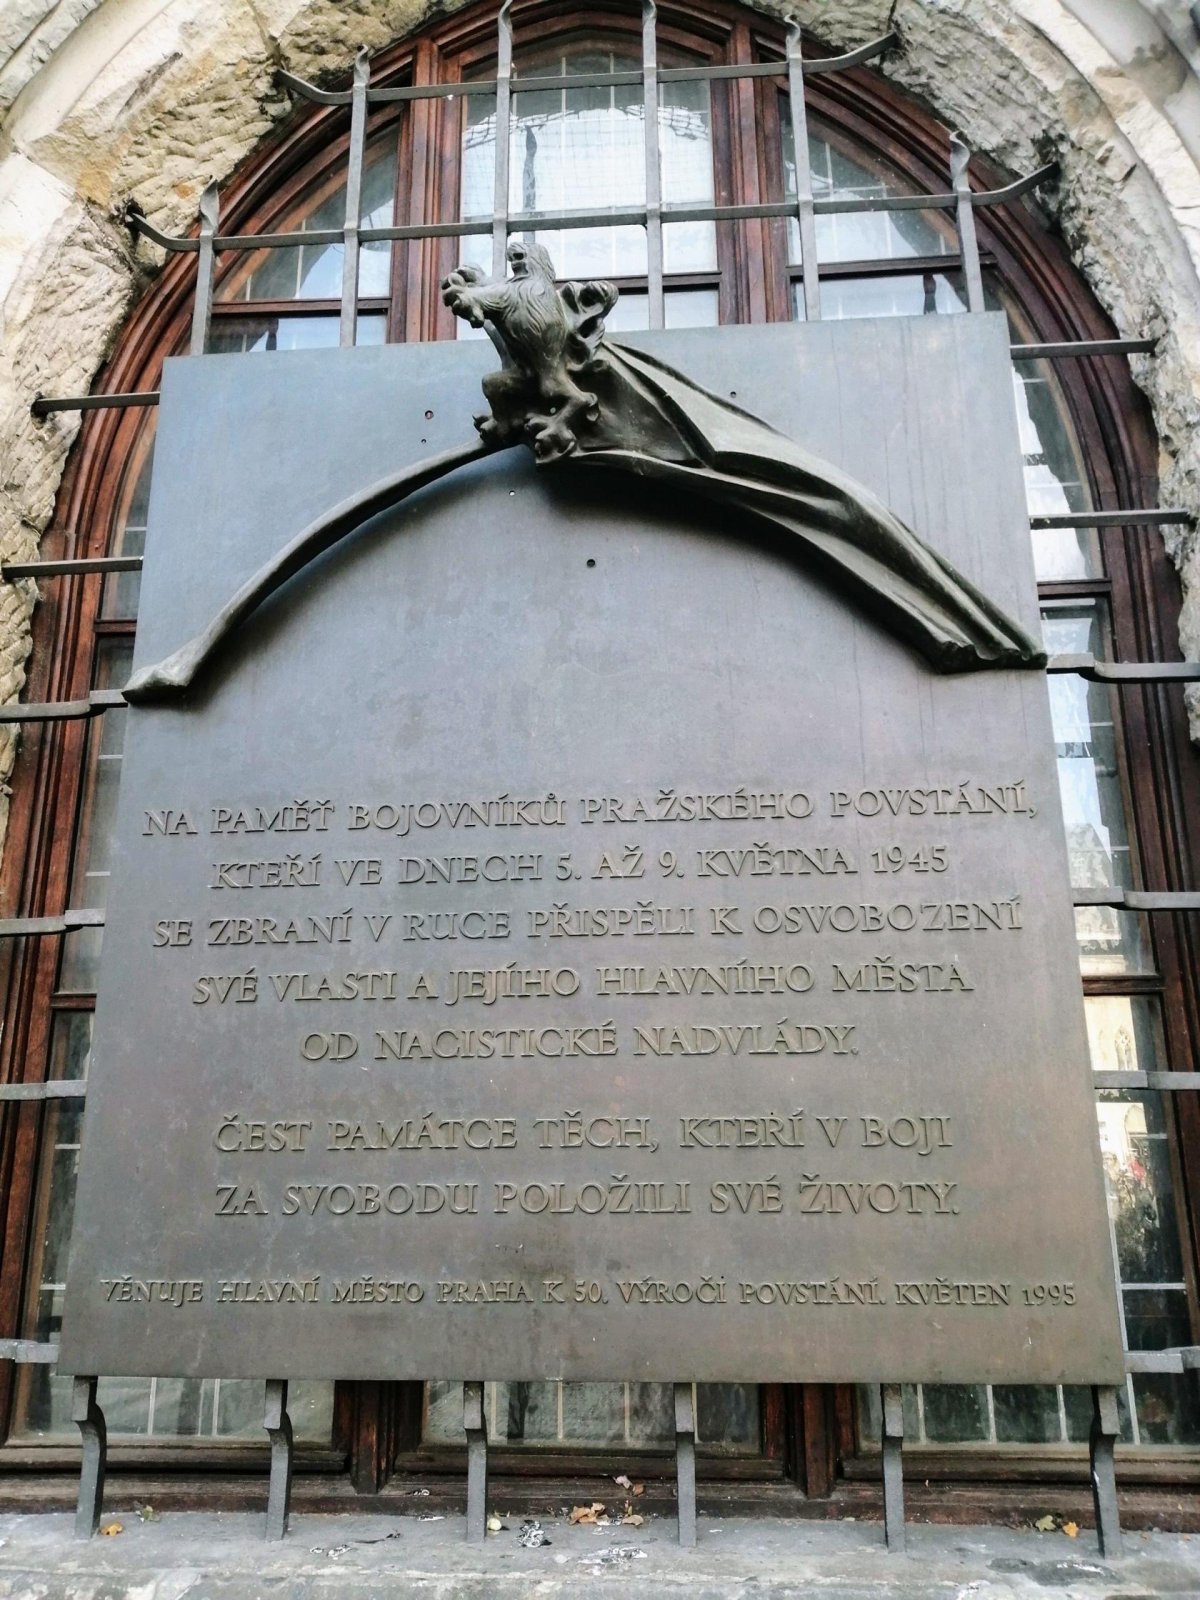 NA PAMĚŤ BOJOVNÍKŮ PRAŽSKÉHO POVSTÁNÍ,
KTEŘÍ VE DNECH 5. AŽ 9. KVĚTNA 1945
SE ZBRANÍ V RUCE PŘISPĚLI K OSVOBOZENÍ
SVÉ VLASTI A JEJÍHO HLAVNÍHO MĚSTA
OD NACISTICKÉ NADVLÁDY.
ČEST PAMÁTCE TĚCH, KTEŘÍ V BOJI
ZA SVOBODU POLOŽILI SVÉ ŽIVOTY.
VĚNUJE HLAVNÍ MĚSTO PRAHA K 50. VÝROČÍ POVSTÁNÍ. KVĚTEN 1995